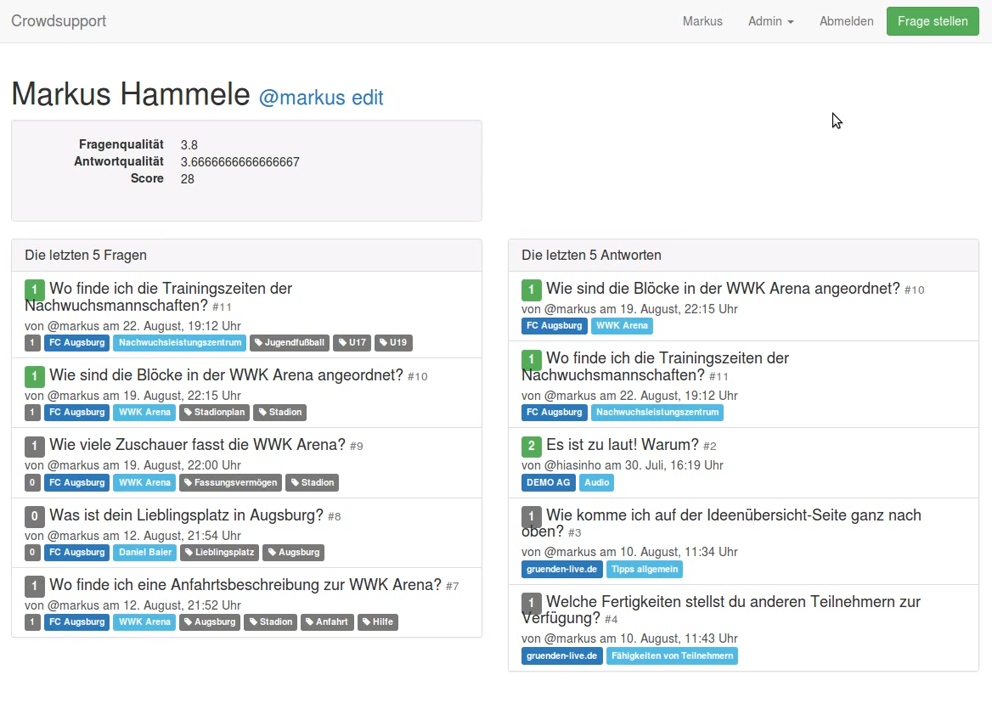 Crowdsupport Markus Admin Abmelden Frage stellen
Markus Hammele @markus edit
Fragenqualität 3.8
Antwortqualität 3.6666666666666667
Score 28
Die letzten 5 Fragen
1 Wo finde ich die Trainingszeiten der
Nachwuchsmannschaften? #11
von @markus am 22. August, 19:12 Uhr
1 FC Augsburg Nachwuchsleistungszentrum Jugendfußball U17 U19
1 Wie sind die Blöcke in der WWK Arena angeordnet? #10
von @markus am 19. August, 22:15 Uhr
1 FC Augsburg WWK Arena Stadionplan Stadion
1 Wie viele Zuschauer fasst die WWK Arena? #9
von @markus am 19. August, 22:00 Uhr
0 FC Augsburg WWK Arena Fassungsvermögen Stadion
0 Was ist dein Lieblingsplatz in Augsburg? #8
von @markus am 12. August, 21:54 Uhr
0 FC Augsburg Daniel Baier Lieblingsplatz Augsburg
1 Wo finde ich eine Anfahrtsbeschreibung zur WWK Arena? #7
von @markus am 12. August, 21:52 Uhr
1 FC Augsburg WWK Arena Augsburg Stadion Anfahrt Hilfe
Die letzten 5 Antworten
1 Wie sind die Blöcke in der WWK Arena angeordnet? #10
von @markus am 19. August, 22:15 Uhr
FC Augsburg WWK Arena
1 Wo finde ich die Trainingszeiten der
Nachwuchsmannschaften? #11
von @markus am 22. August, 19:12 Uhr
FC Augsburg Nachwuchsleistungszentrum
2 Es ist zu laut! Warum? #2
von @hiasinho am 30. Juli, 16:19 Uhr
DEMO AG Audio
1 Wie komme ich auf der Ideenübersicht-Seite ganz nach
oben? #3
von @markus am 10. August, 11:34 Uhr
gruenden-live.de Tipps allgemein
1 Welche Fertigkeiten stellst du anderen Teilnehmern zur
Verfügung? #4
von @markus am 10. August, 11:43 Uhr
gruenden-live.de Fähigkeiten von Teilnehmern